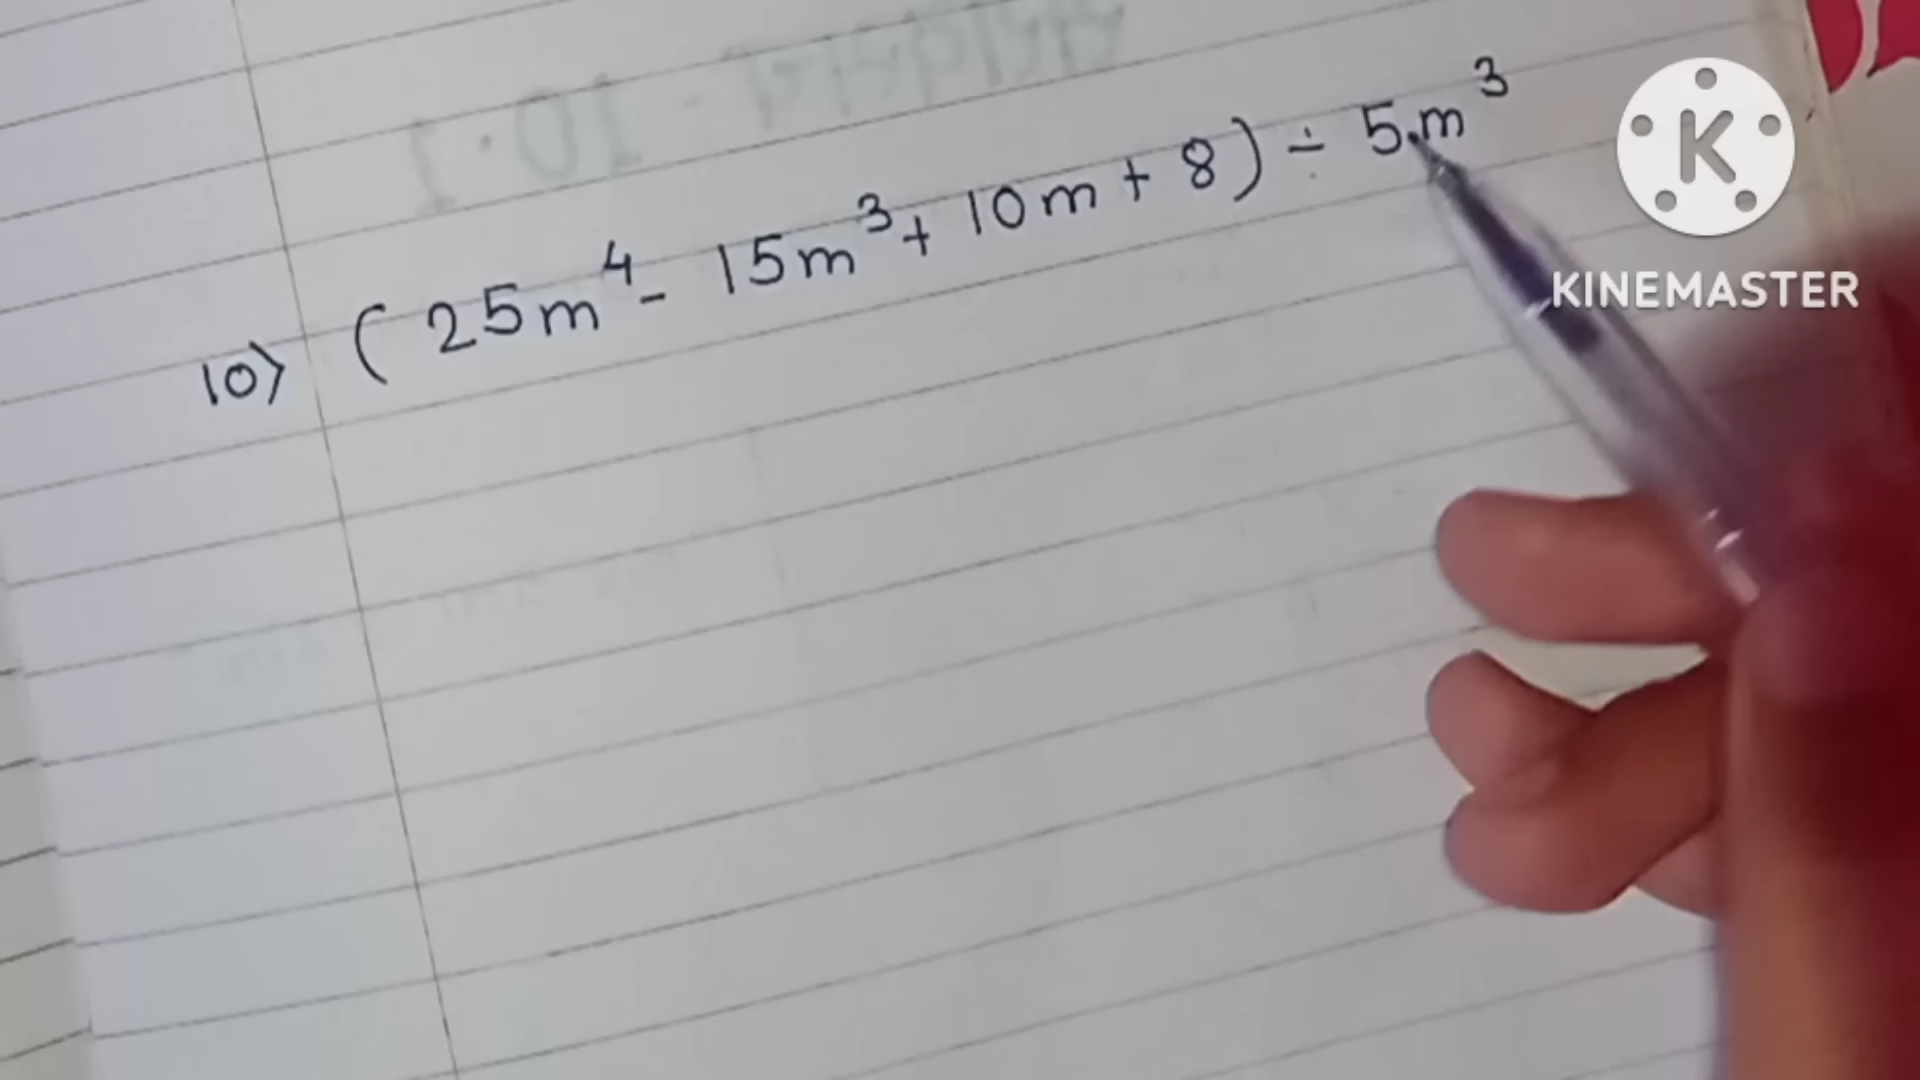 10) (25m⁴ - 15m³ + 10m + 8) ÷ 5m³
KINEMASTER